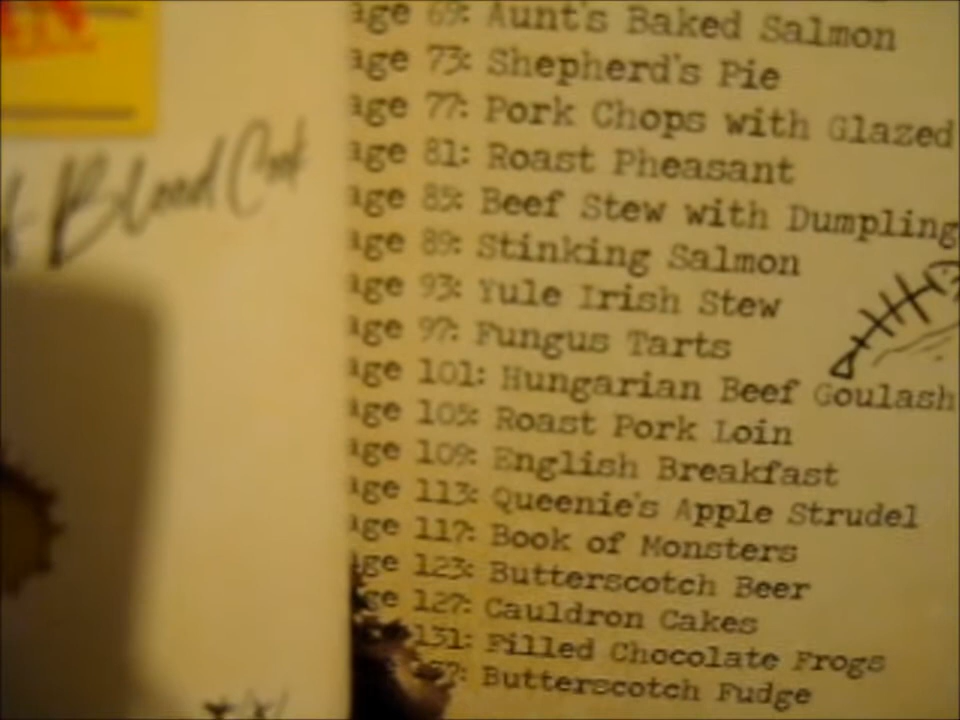 Blood
age 69: Aunt's Baked Salmon
age 73: Shepherd's Pie
age 77: Pork Chops with Glazed
age 81: Roast Pheasant
age 85: Beef Stew with Dumpling
age 89: Stinking Salmon
age 93: Yule Irish Stew
age 97: Fungus Tarts
age 101: Hungarian Beef Goulash
age 105: Roast Pork Loin
age 109: English Breakfast
age 113: Queenie's Apple Strudel
age 117: Book of Monsters
age 123: Butterscotch Beer
ge 127: Cauldron Cakes
131: Filled Chocolate Frogs
37: Butterscotch Fudge